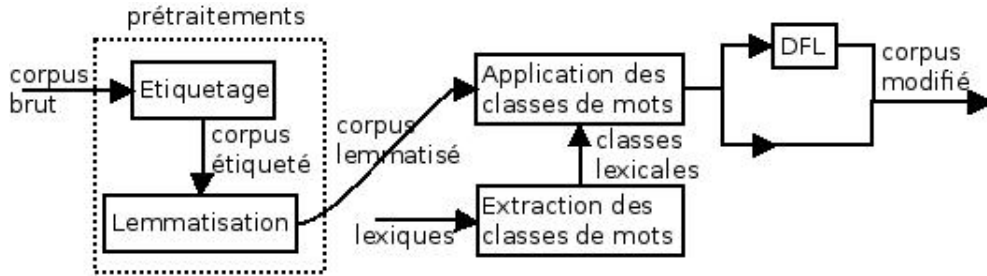 prétraitements
corpus
brut
Etiquetage
corpus
étiqueté
Lemmatisation
corpus
lemmatisé
Application des
classes de mots
classes
lexicales
lexiques
Extraction des
classes de mots
DFL
corpus
modifié